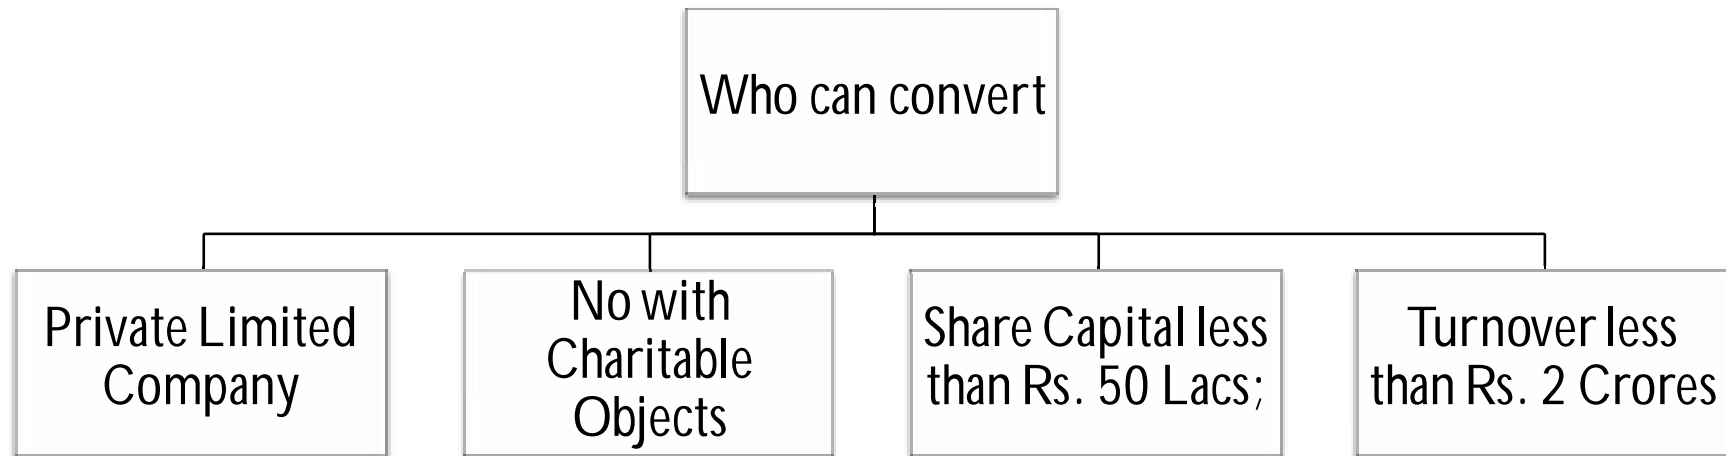 Who can convert
Private Limited
Company
No with
Charitable
Objects
Share Capital less
than Rs. 50 Lacs;
Turnover less
than Rs. 2 Crores